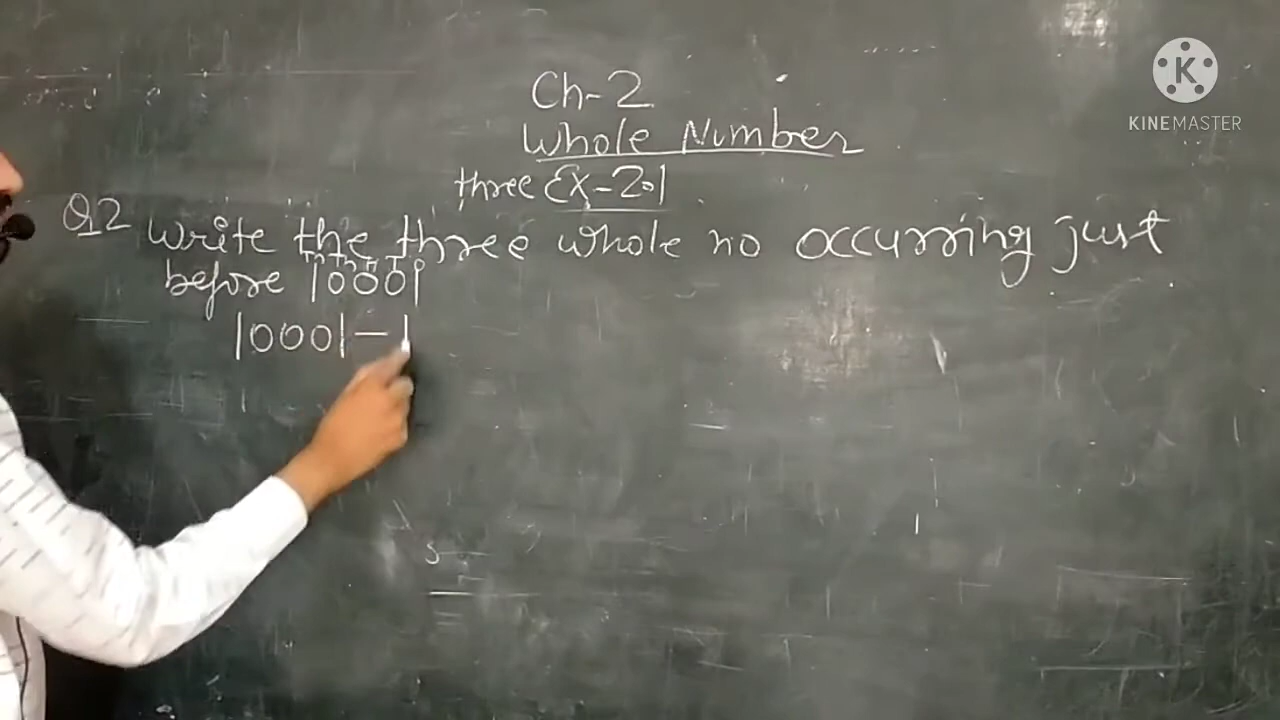 Ch-2
Whole Number
three Ex-2.1
Q2 Write the three whole no occurring just
before 10001
10001-1
K
KINEMASTER